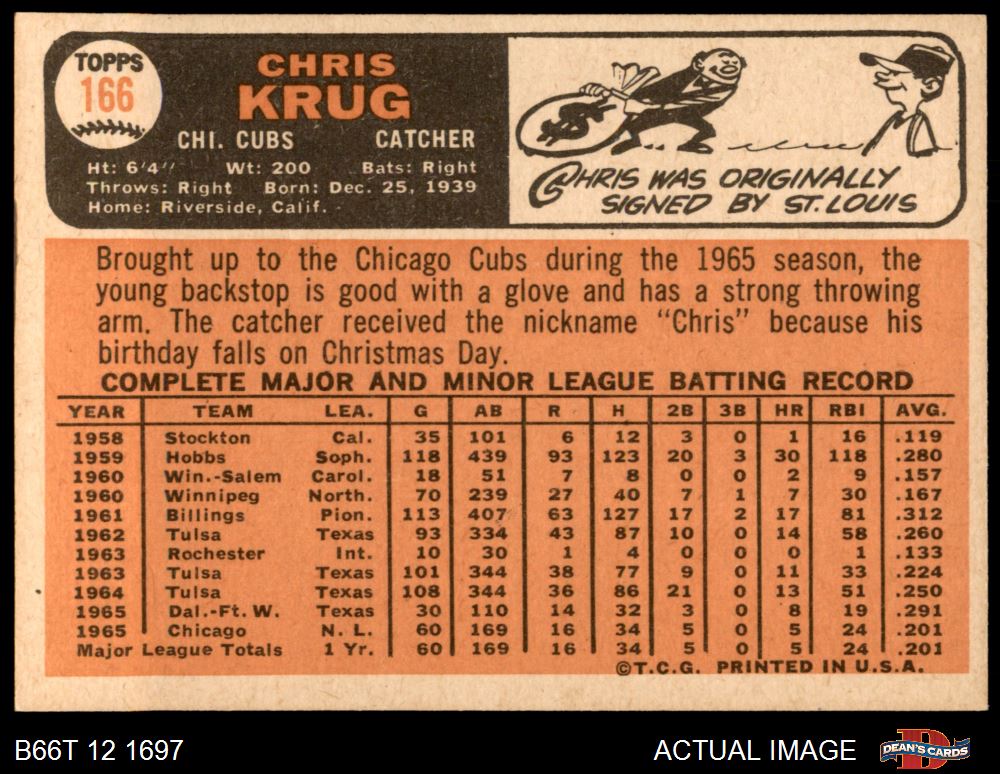 TOPPS
166
CHRIS
KRUG
CHI. CUBS CATCHER
Ht: 6'4" Wt: 200 Bats: Right
Throws: Right Born: Dec. 25, 1939
Home: Riverside, Calif.
CHRIS WAS ORIGINALLY
SIGNED BY ST. LOUIS
Brought up to the Chicago Cubs during the 1965 season, the
young backstop is good with a glove and has a strong throwing
arm. The catcher received the nickname "Chris" because his
birthday falls on Christmas Day.
COMPLETE MAJOR AND MINOR LEAGUE BATTING RECORD
YEAR TEAM LEA. G AB R H 2B 3B HR RBI AVG.
1958 Stockton Cal. 35 101 6 12 3 0 1 16 .119
1959 Hobbs Soph. 118 439 93 123 20 3 30 118 .280
1960 Win.-Salem Carol. 18 51 7 8 0 0 2 9 .157
1960 Winnipeg North. 70 239 27 40 7 1 7 30 .167
1961 Billings Pion. 113 407 63 127 17 2 17 81 .312
1962 Tulsa Texas 93 334 43 87 10 0 14 58 .260
1963 Rochester Int. 10 30 1 4 0 0 0 1 .133
1963 Tulsa Texas 101 344 38 77 9 0 11 33 .224
1964 Tulsa Texas 108 344 36 86 21 0 13 51 .250
1965 Dal.-Ft. W. Texas 30 110 14 32 3 0 8 19 .291
1965 Chicago N. L. 60 169 16 34 5 0 5 24 .201
Major League Totals 1 Yr. 60 169 16 34 5 0 5 24 .201
©T.C.G. PRINTED IN U.S.A.
B66T 12 1697 ACTUAL IMAGE DEAN'S CARDS